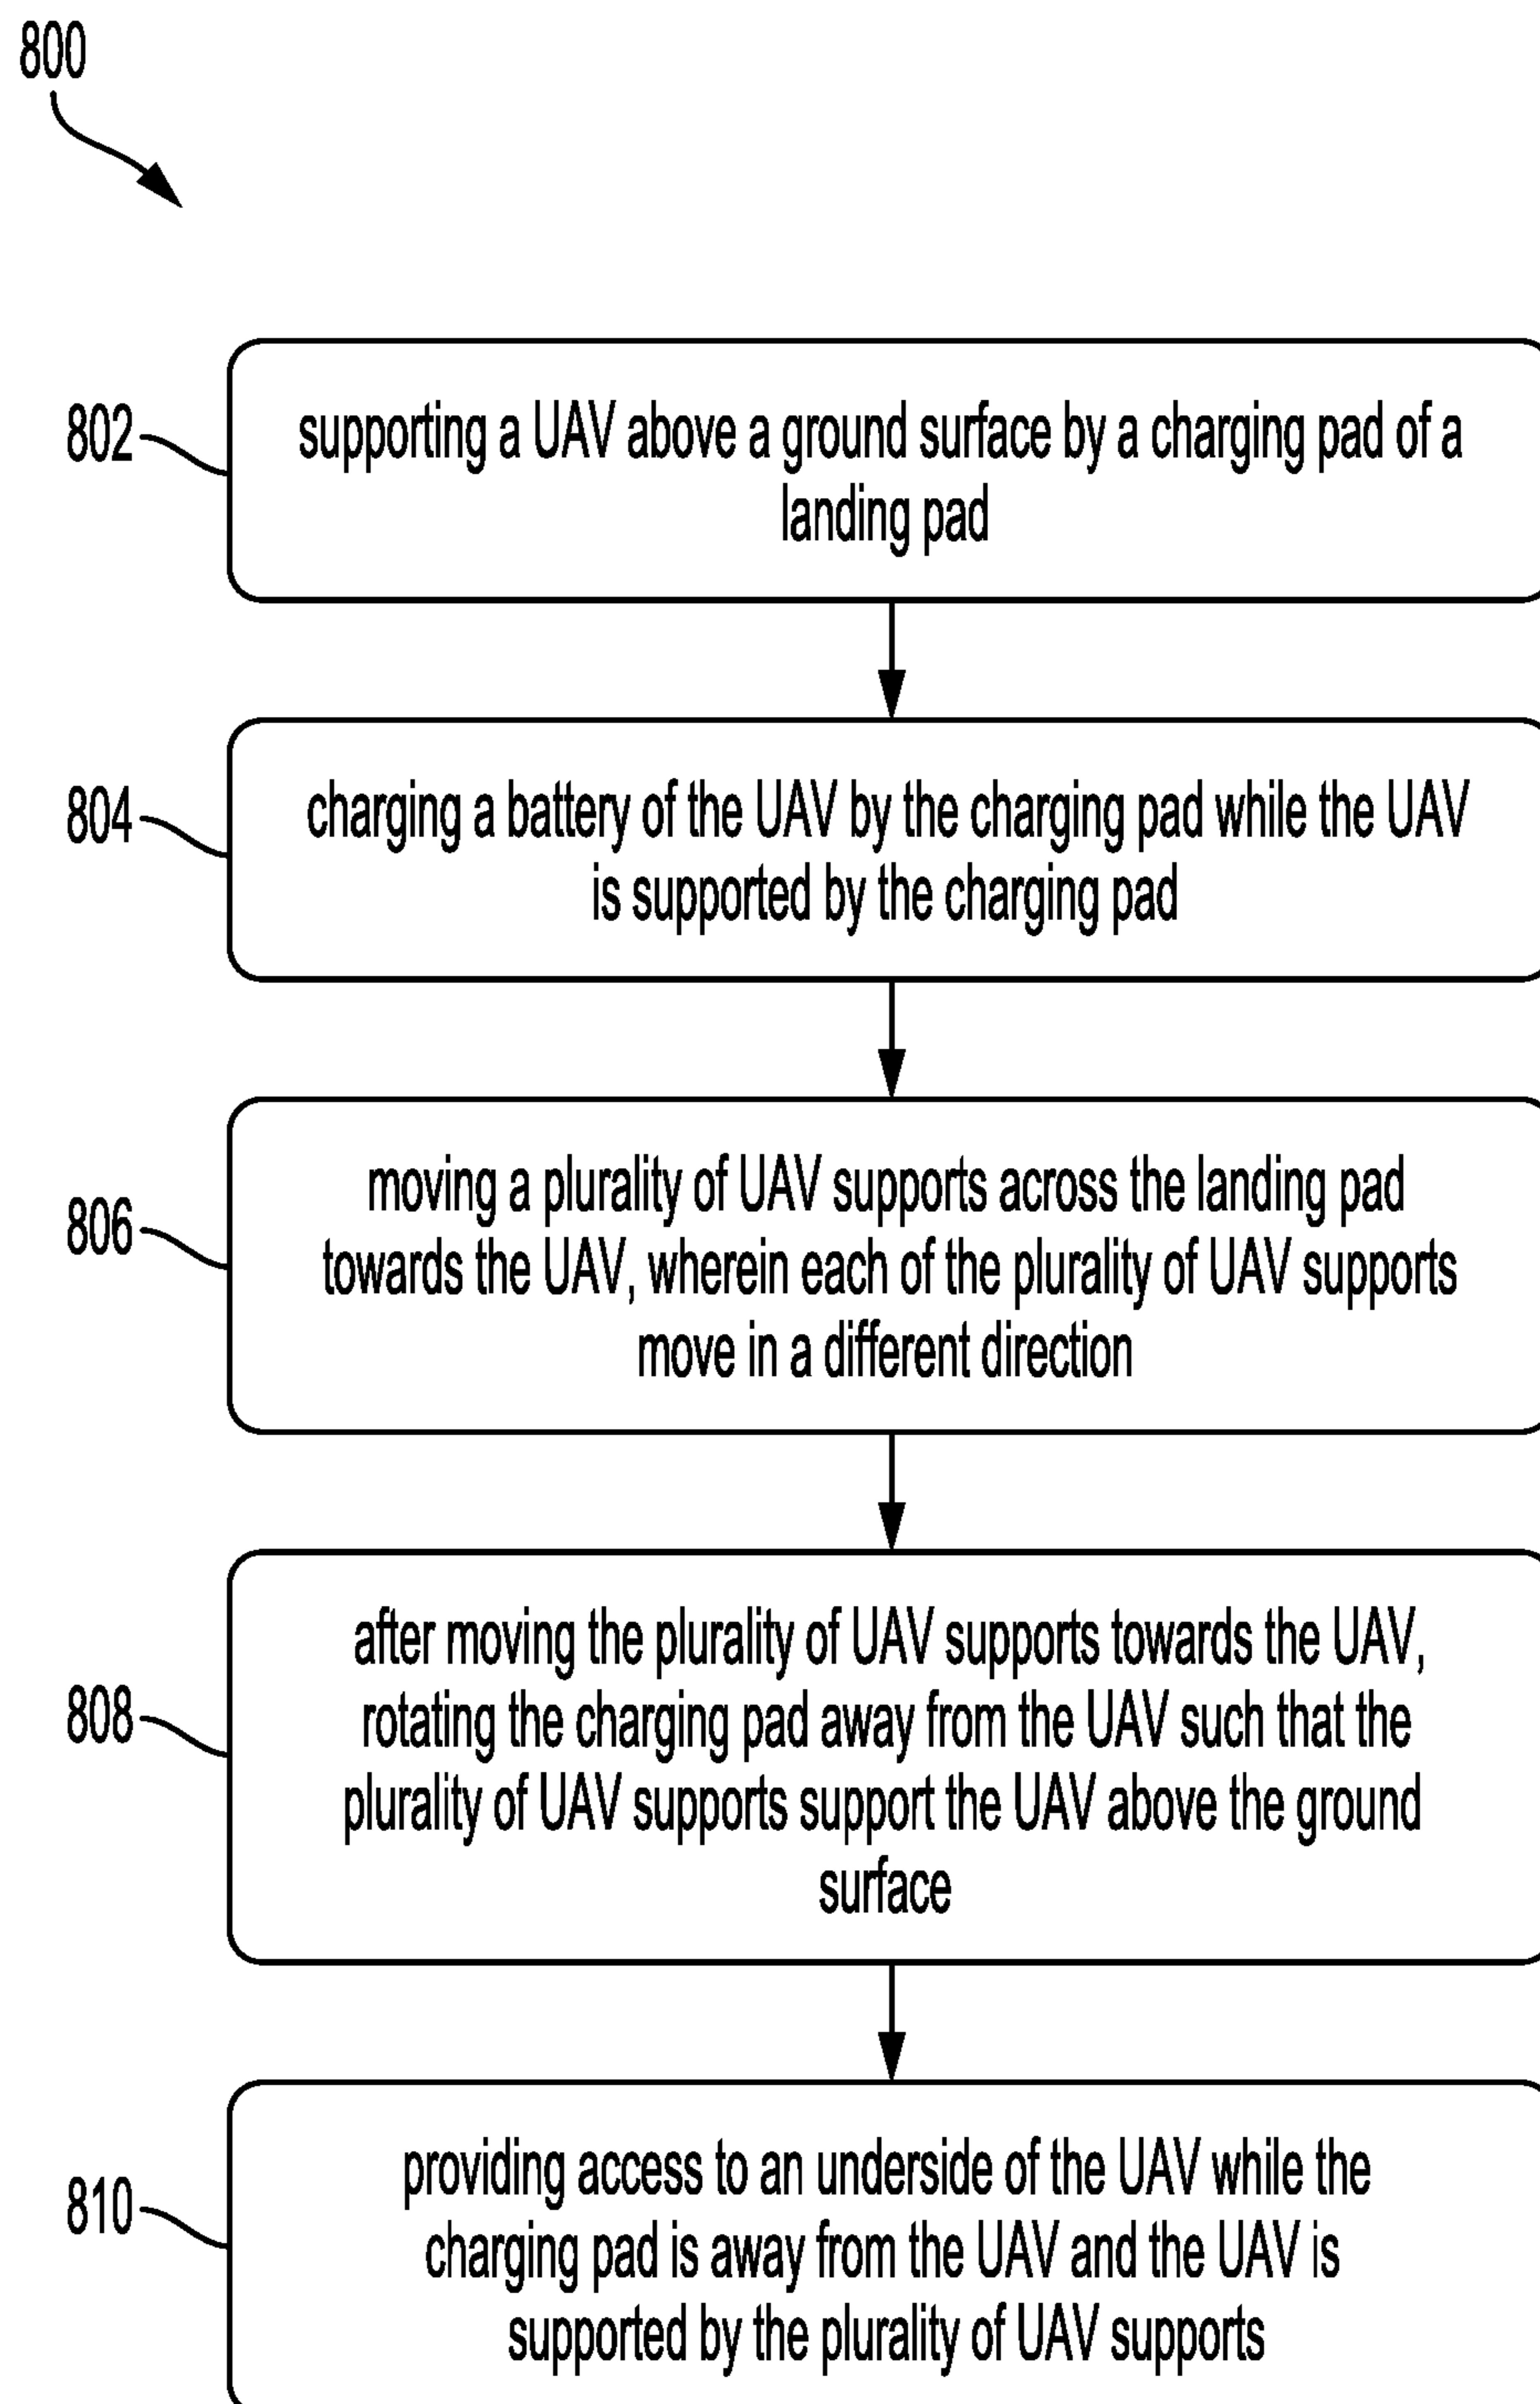 800
802
supporting a UAV above a ground surface by a charging pad of a
landing pad
804
charging a battery of the UAV by the charging pad while the UAV
is supported by the charging pad
806
moving a plurality of UAV supports across the landing pad
towards the UAV, wherein each of the plurality of UAV supports
move in a different direction
808
after moving the plurality of UAV supports towards the UAV,
rotating the charging pad away from the UAV such that the
plurality of UAV supports support the UAV above the ground
surface
810
providing access to an underside of the UAV while the
charging pad is away from the UAV and the UAV is
supported by the plurality of UAV supports